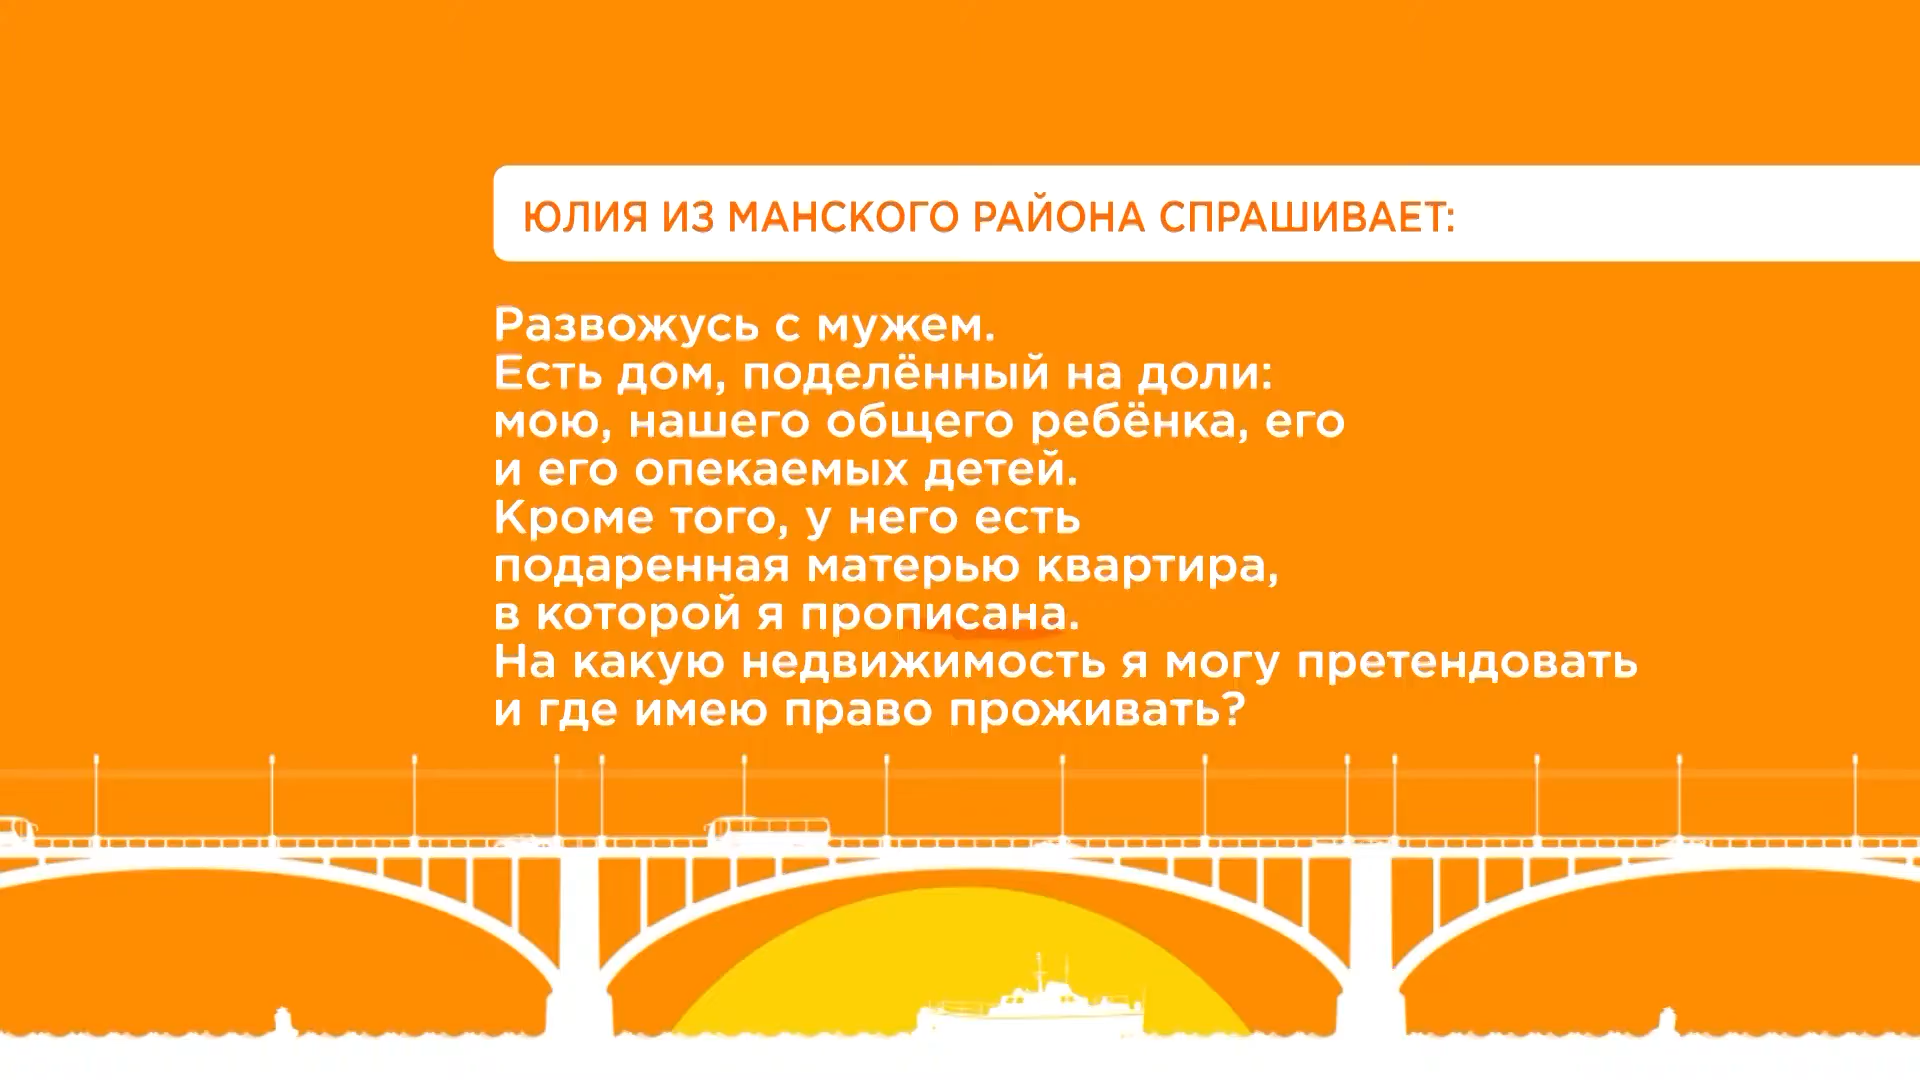 ЮЛИЯ ИЗ МАНСКОГО РАЙОНА СПРАШИВАЕТ:
Развожусь с мужем.
Есть дом, поделённый на доли:
мою, нашего общего ребёнка, его
и его опекаемых детей.
Кроме того, у него есть
подаренная матерью квартира,
в которой я прописана.
На какую недвижимость я могу претендовать
и где имею право проживать?